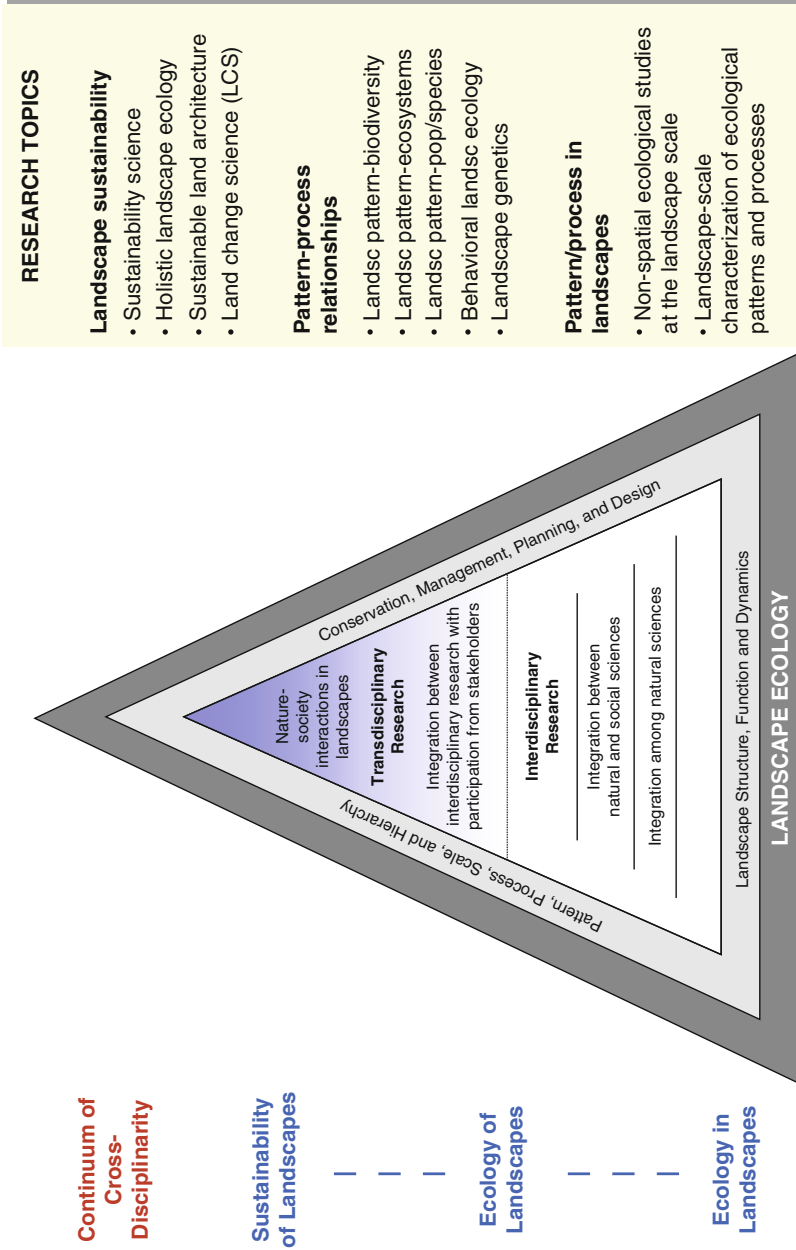 Continuum of
Cross-
Disciplinarity
Sustainability
of Landscapes
Ecology of
Landscapes
Ecology in
Landscapes
Pattern, Process, Scale, and Hierarchy
Conservation, Management, Planning, and Design
Nature-
society
interactions in
landscapes
Transdisciplinary
Research
Integration between
interdisciplinary research with
participation from stakeholders
Interdisciplinary
Research
Integration between
natural and social sciences
Integration among natural sciences
Landscape Structure, Function and Dynamics
LANDSCAPE ECOLOGY
RESEARCH TOPICS
Landscape sustainability
• Sustainability science
• Holistic landscape ecology
• Sustainable land architecture
• Land change science (LCS)
Pattern-process
relationships
• Landsc pattern-biodiversity
• Landsc pattern-ecosystems
• Landsc pattern-pop/species
• Behavioral landsc ecology
• Landscape genetics
Pattern/process in
landscapes
• Non-spatial ecological studies
at the landscape scale
• Landscape-scale
characterization of ecological
patterns and processes